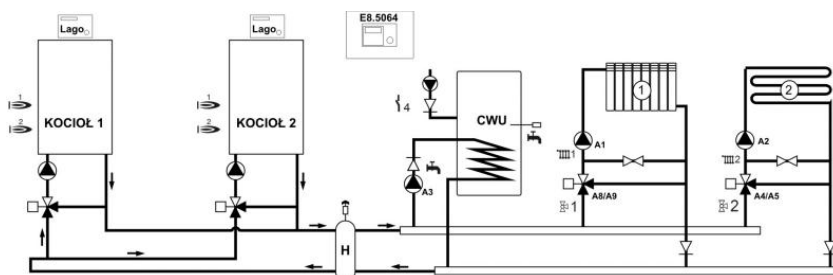 Lago
Lago
E8.5064
1
2
KOCIOŁ 1
1
2
KOCIOŁ 2
4
CWU
1
2
A1
A2
1
2
A3
A8/A9
A4/A5
1
2
H